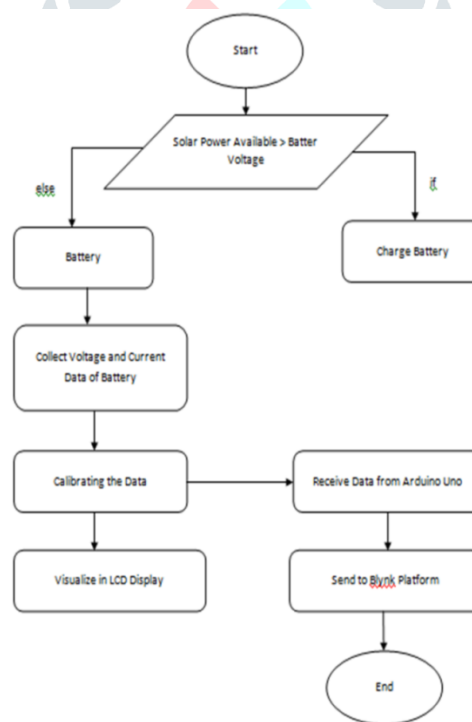 Start
Solar Power Available > Batter
Voltage
else
if
Battery
Charge Battery
Collect Voltage and Current
Data of Battery
Calibrating the Data
Receive Data from Arduino Uno
Visualize in LCD Display
Send to Blynk Platform
End